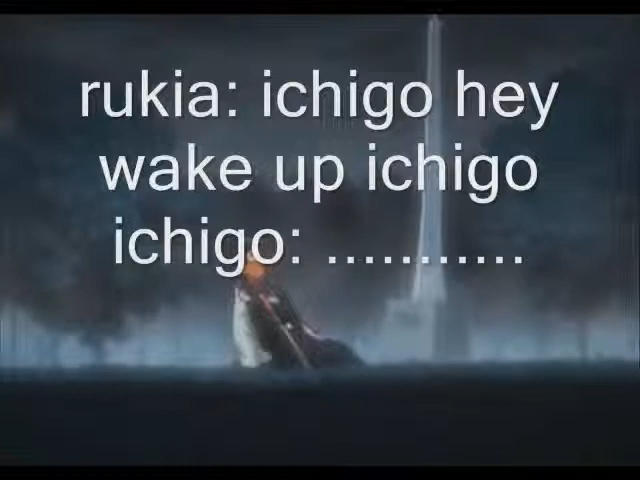 rukia: ichigo hey
wake up ichigo
ichigo: ...........